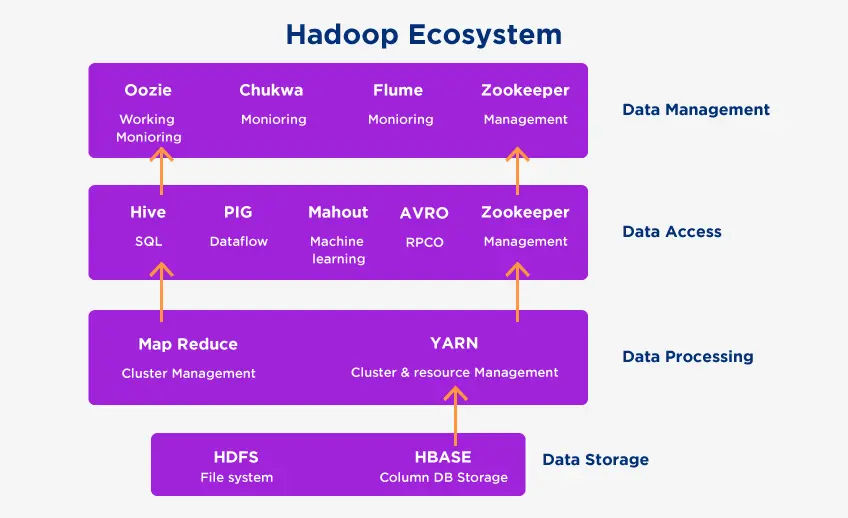 Hadoop Ecosystem
Oozie
Chukwa
Flume
Zookeeper
Working
Monioring
Monioring
Monioring
Management
Data Management
Hive
PIG
Mahout
AVRO
Zookeeper
SQL
Dataflow
Machine
learning
RPCO
Management
Data Access
Map Reduce
YARN
Cluster Management
Cluster & resource Management
Data Processing
HDFS
HBASE
File system
Column DB Storage
Data Storage